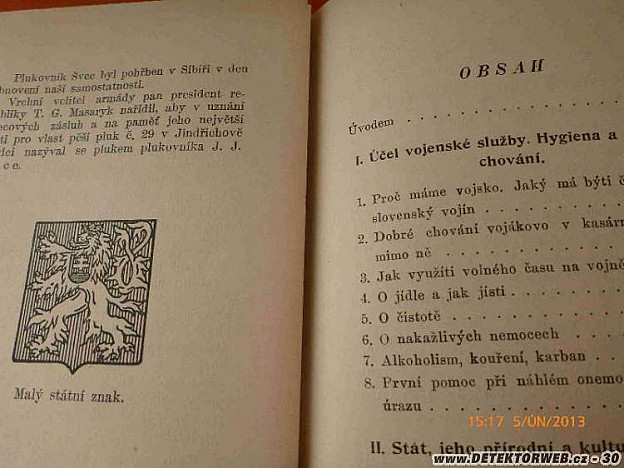 Plukovník Švec byl pohřben v Sibiři v den
bnovení naší samostatnosti.
Vrchní velitel armády pan president re-
bliky T. G. Masaryk nařídil, aby v uznání
ecových zásluh a na paměť jeho největší
ti pro vlast pěší pluk č. 29 v Jindřichově
dci nazýval se plukem plukovníka J. J.
ce.
Malý státní znak.
OBSAH
Úvodem
I. Účel vojenské služby. Hygiena a
chování.
1. Proč máme vojsko. Jaký má býti č
slovenský vojín
2. Dobré chování vojákovo v kasár
mimo ně
3. Jak využíti volného času na vojně
4. O jídle a jak jísti
5. O čistotě
6. O nakažlivých nemocech
7. Alkoholism, kouření, karban
8. První pomoc při náhlém onemo
úrazu
II. Stát, jeho přírodní a kultu
15:17 5/ÚN/2013
www.DETEKTORWEB.cz - 30